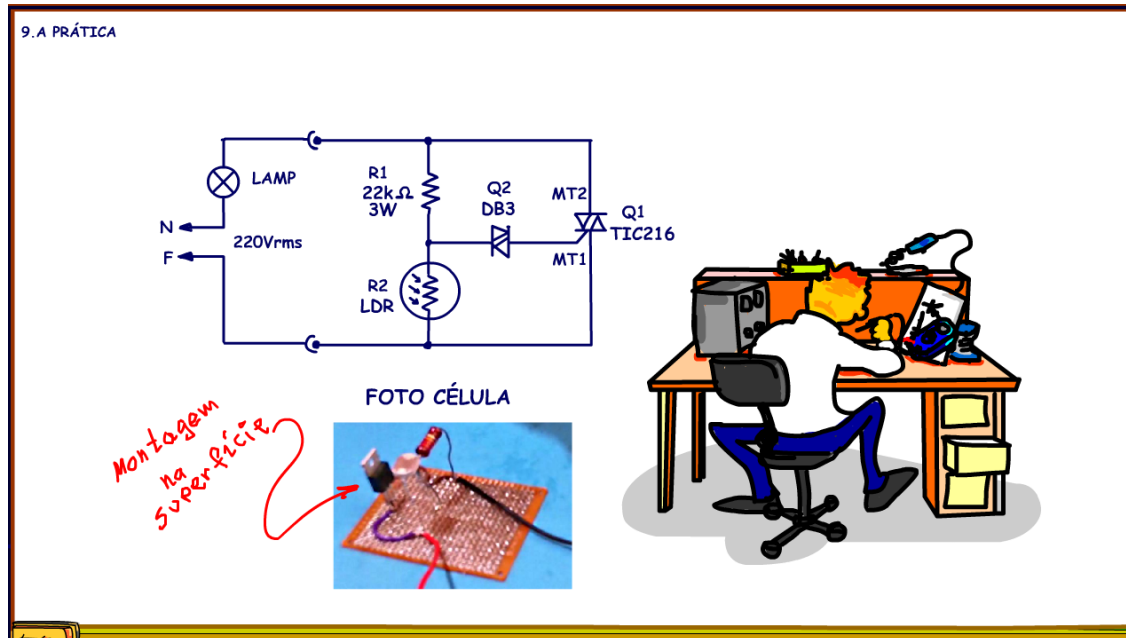 9.A PRÁTICA
LAMP
N
F
220Vrms
R1
22kΩ
3W
R2
LDR
Q2
DB3
MT2
MT1
Q1
TIC216
FOTO CÉLULA
Montagem
na
superfície